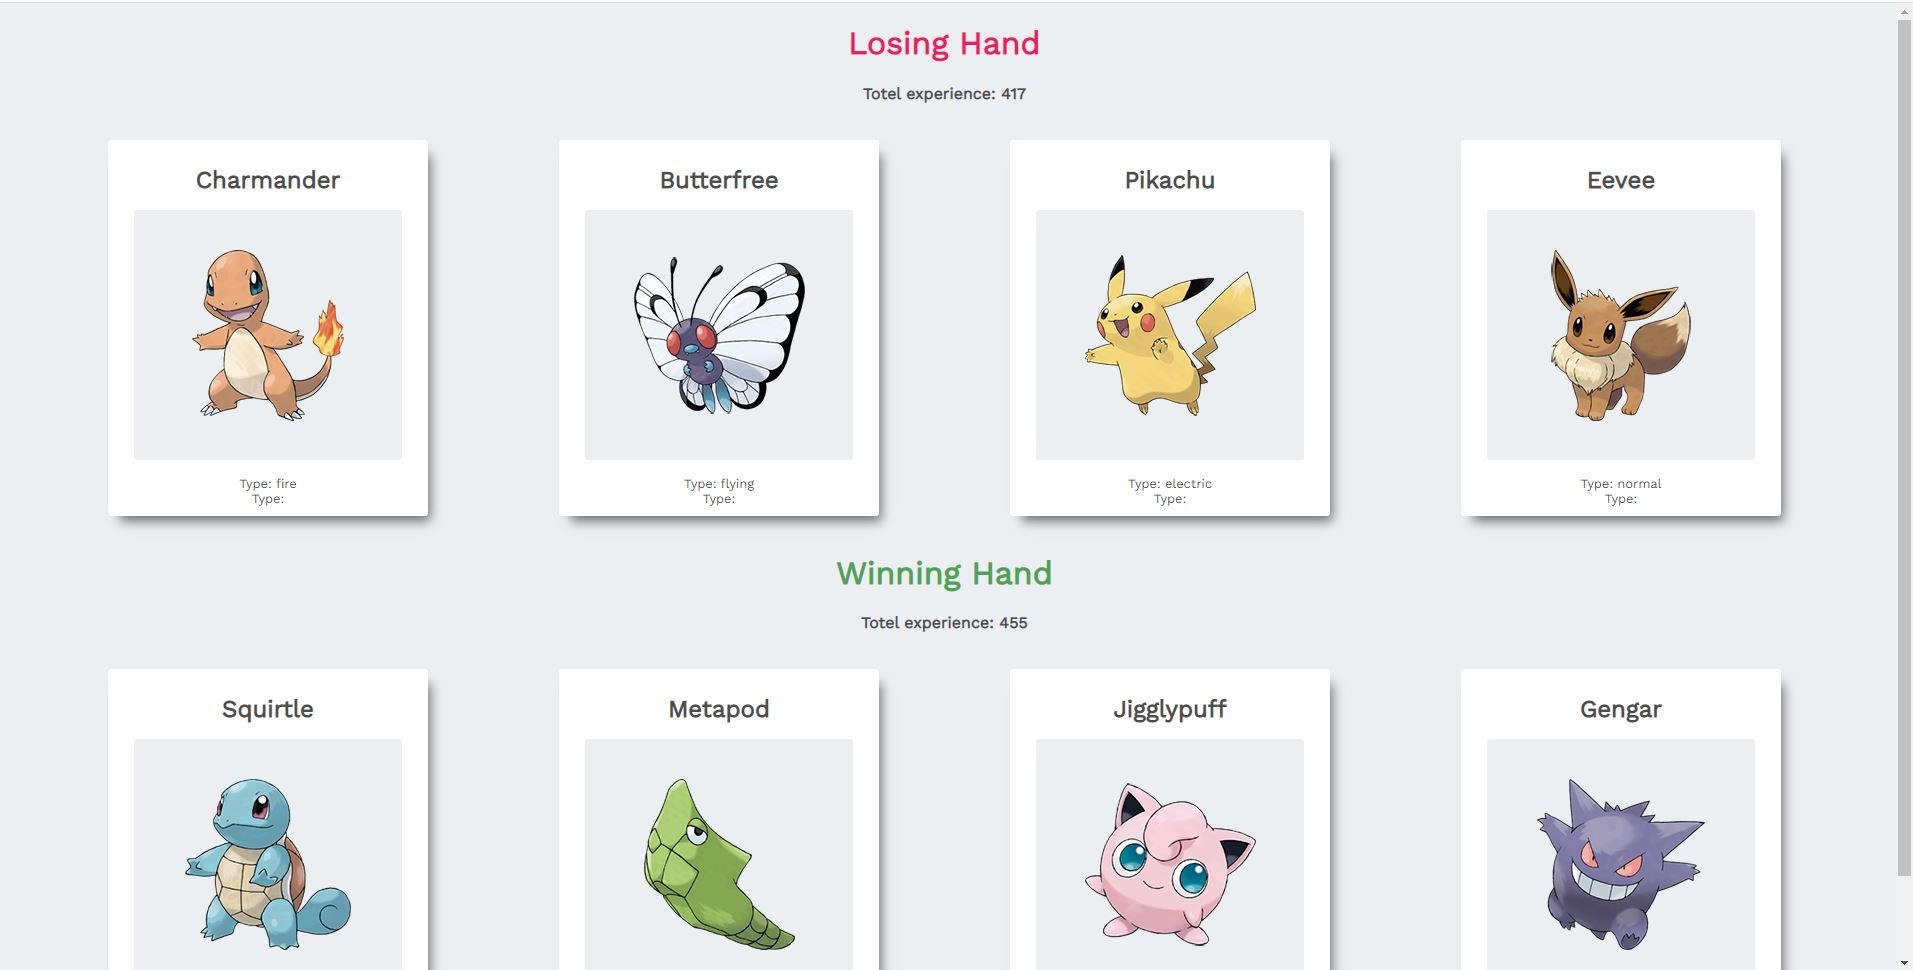 Losing Hand
Totel experience: 417
Charmander
Butterfree
Pikachu
Eevee
Type: fire
Type:
Type: flying
Type:
Type: electric
Type:
Type: normal
Type:
Winning Hand
Totel experience: 455
Squirtle
Metapod
Jigglypuff
Gengar